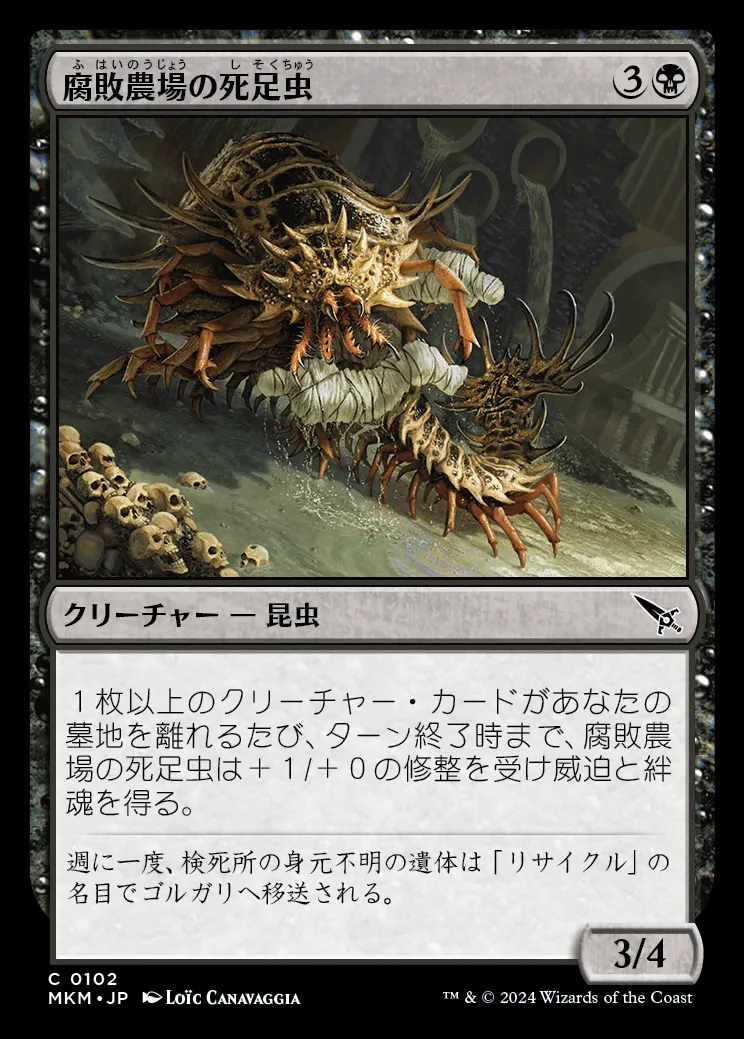 ふはいのうじょう しそくちゅう
腐敗農場の死足虫
3
クリーチャー — 昆虫
１枚以上のクリーチャー・カードがあなたの
墓地を離れるたび、ターン終了時まで、腐敗農
場の死足虫は＋１/＋０の修整を受け威迫と絆
魂を得る。
週に一度、検死所の身元不明の遺体は「リサイクル」の
名目でゴルガリへ移送される。
3/4
C 0102
MKM • JP Loïc Canavaggia
™ & © 2024 Wizards of the Coast